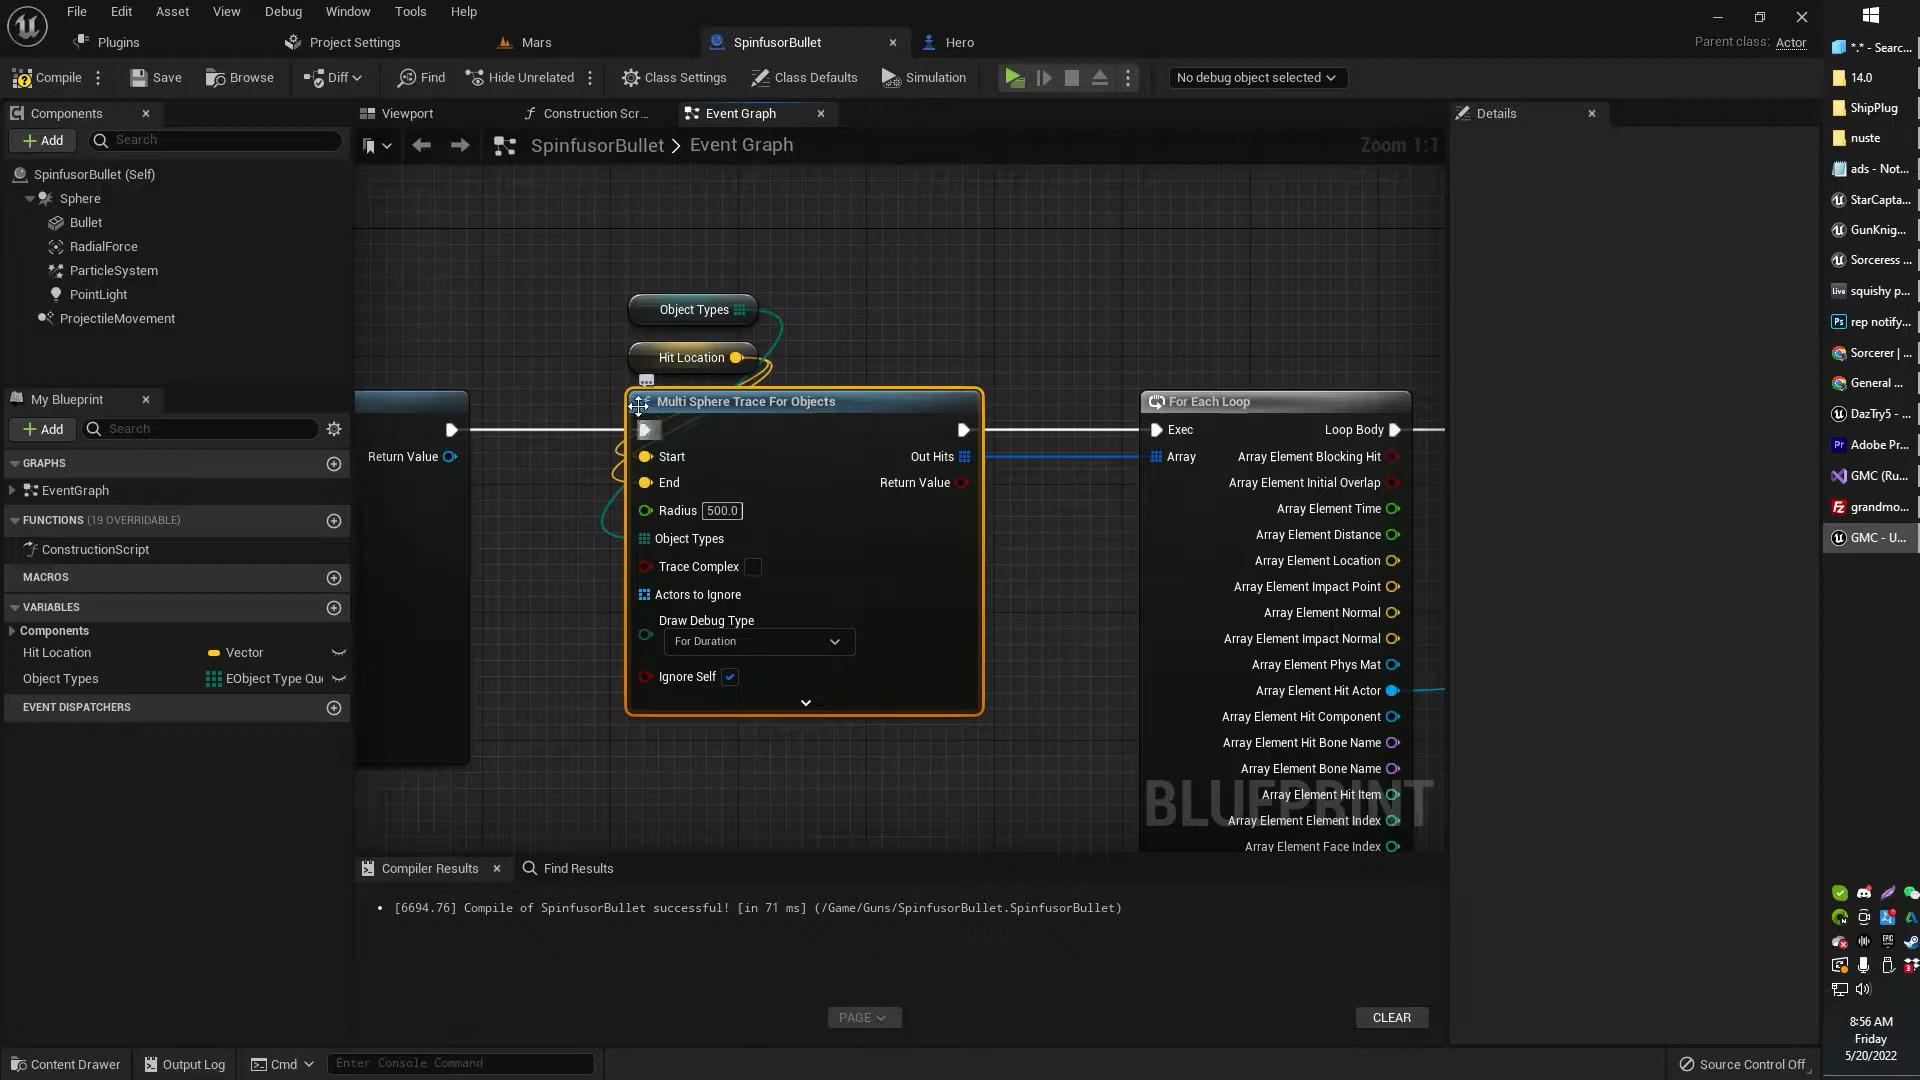 File Edit Asset View Debug Window Tools Help
Plugins Project Settings Mars SpinfusorBullet Hero Parent class: Actor
Compile Save Browse Diff Find Hide Unrelated Class Settings Class Defaults Simulation No debug object selected
Components
Add Search
SpinfusorBullet (Self)
Sphere
Bullet
RadialForce
ParticleSystem
PointLight
ProjectileMovement
My Blueprint
Add Search
GRAPHS
EventGraph
FUNCTIONS (19 OVERRIDABLE)
ConstructionScript
MACROS
VARIABLES
Components
Hit Location Vector
Object Types EObject Type Qu
EVENT DISPATCHERS
Viewport Construction Scr... Event Graph
SpinfusorBullet > Event Graph Zoom 1:1
Return Value
Object Types
Hit Location
Multi Sphere Trace For Objects
Start Out Hits
End Return Value
Radius 500.0
Object Types
Trace Complex
Actors to Ignore
Draw Debug Type
For Duration
Ignore Self
For Each Loop
Exec Loop Body
Array Array Element Blocking Hit
Array Element Initial Overlap
Array Element Time
Array Element Distance
Array Element Location
Array Element Impact Point
Array Element Normal
Array Element Impact Normal
Array Element Phys Mat
Array Element Hit Actor
Array Element Hit Component
Array Element Hit Bone Name
Array Element Bone Name
Array Element Hit Item
Array Element Element Index
Array Element Face Index
BLUEPRINT
Compiler Results Find Results
[6694.76] Compile of SpinfusorBullet successful! [in 71 ms] (/Game/Guns/SpinfusorBullet.SpinfusorBullet)
PAGE CLEAR
Details
Content Drawer Output Log Cmd Enter Console Command Source Control Off
*.* - Searc...
14.0
ShipPlug
nuste
ads - Not...
StarCapta...
GunKnig...
Sorceress ...
squishy p...
rep notify...
Sorcerer | ...
General ...
DazTry5 - ...
Adobe Pr...
GMC (Ru...
grandmo...
GMC - U...
8:56 AM
Friday
5/20/2022